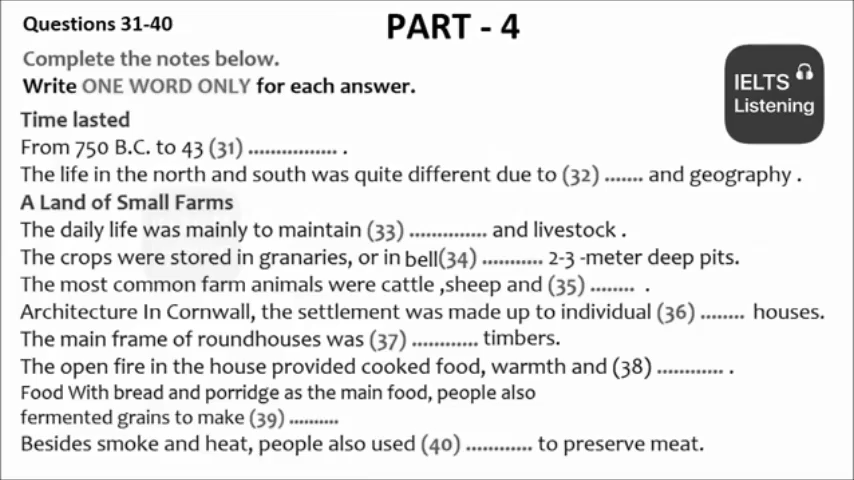 Questions 31-40
PART - 4
Complete the notes below.
Write ONE WORD ONLY for each answer.
IELTS
Listening
Time lasted
From 750 B.C. to 43 (31) ................ .
The life in the north and south was quite different due to (32) ....... and geography .
A Land of Small Farms
The daily life was mainly to maintain (33) .............. and livestock .
The crops were stored in granaries, or in bell(34) ........... 2-3 -meter deep pits.
The most common farm animals were cattle ,sheep and (35) ........ .
Architecture In Cornwall, the settlement was made up to individual (36) ........ houses.
The main frame of roundhouses was (37) ............ timbers.
The open fire in the house provided cooked food, warmth and (38) ............ .
Food With bread and porridge as the main food, people also
fermented grains to make (39) ..........
Besides smoke and heat, people also used (40) ............ to preserve meat.